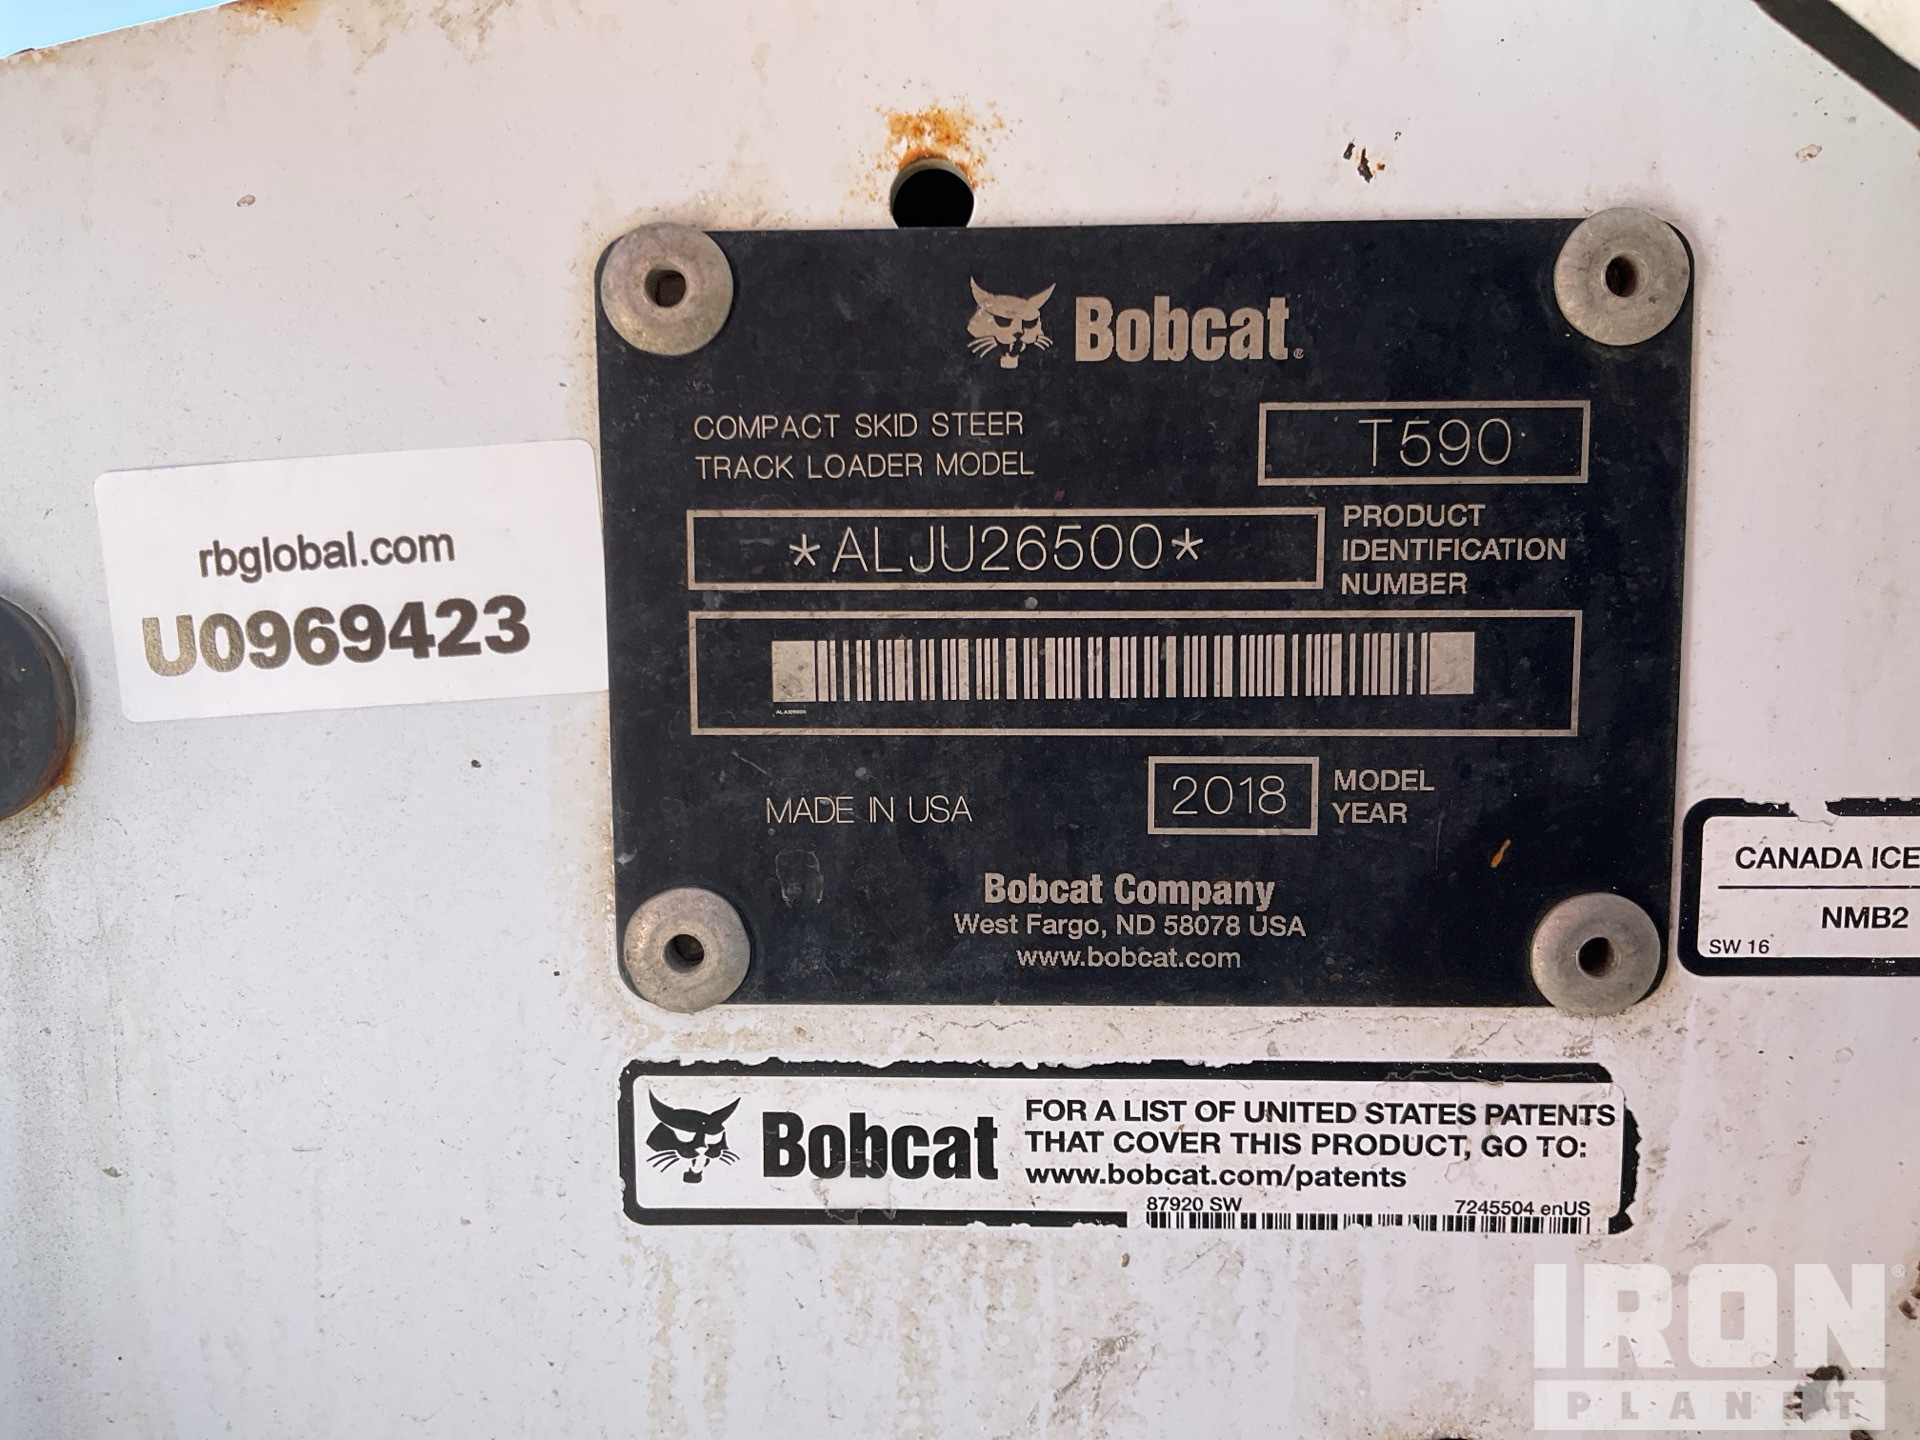 Bobcat®
COMPACT SKID STEER
TRACK LOADER MODEL
T590
*ALJU26500*
PRODUCT
IDENTIFICATION
NUMBER
ALJU26500
MADE IN USA
2018
MODEL
YEAR
Bobcat Company
West Fargo, ND 58078 USA
www.bobcat.com
rbglobal.com
U0969423
CANADA ICE
NMB2
SW 16
Bobcat
FOR A LIST OF UNITED STATES PATENTS
THAT COVER THIS PRODUCT, GO TO:
www.bobcat.com/patents
87920 SW
7245504 enUS
IRON®
PLANET